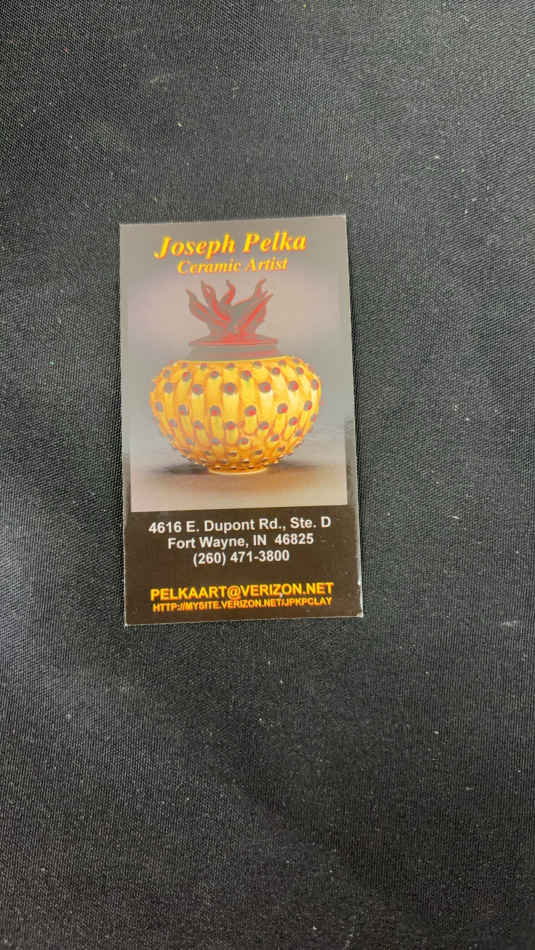 Joseph Pelka
Ceramic Artist
4616 E. Dupont Rd., Ste. D
Fort Wayne, IN 46825
(260) 471-3800
PELKAART@VERIZON.NET
HTTP://MYSITE.VERIZON.NET/JPKPCLAY